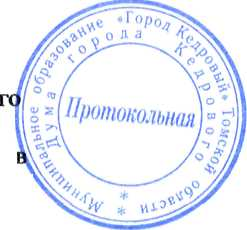 го
в
Муниципальное образование «Город Кедровый» Томской области
Дума города Кедрового
Протокольная
* *